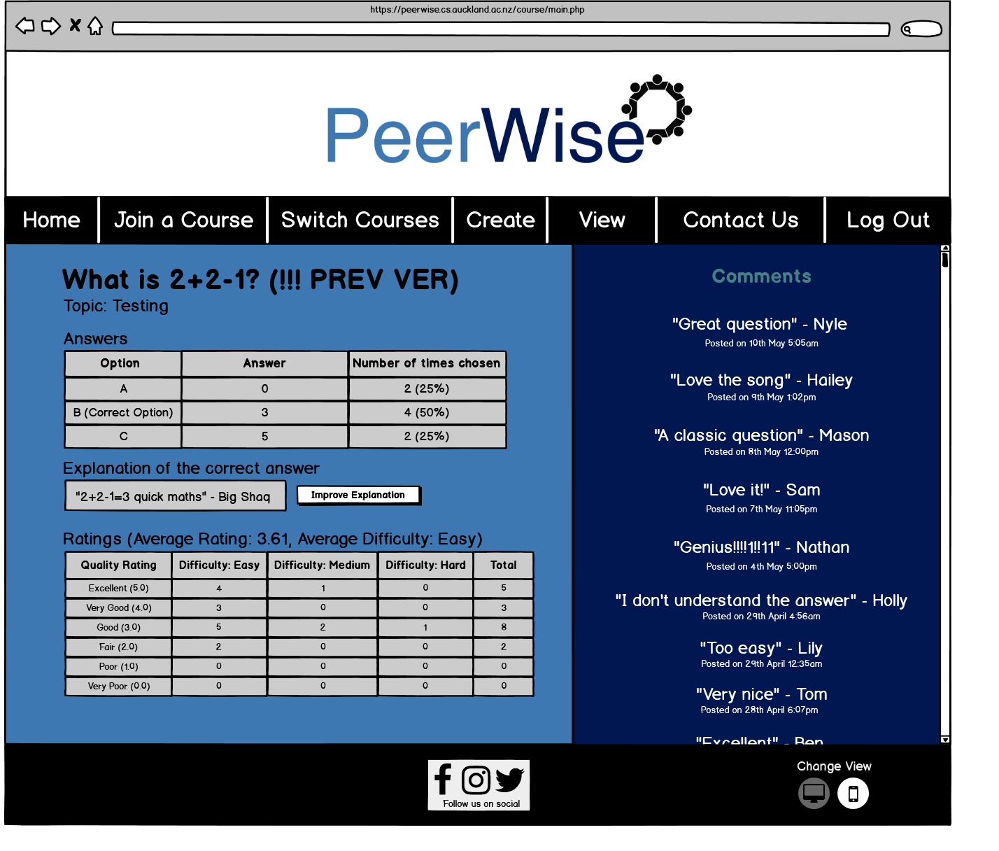 https://peerwise.cs.auckland.ac.nz/course/main.php
PeerWise
Home Join a Course Switch Courses Create View Contact Us Log Out
What is 2+2-1? (!!! PREV VER)
Topic: Testing
Answers
Option Answer Number of times chosen
A 0 2 (25%)
B (Correct Option) 3 4 (50%)
C 5 2 (25%)
Explanation of the correct answer
"2+2-1=3 quick maths" - Big Shaq
Improve Explanation
Ratings (Average Rating: 3.61, Average Difficulty: Easy)
Quality Rating Difficulty: Easy Difficulty: Medium Difficulty: Hard Total
Excellent (5.0) 4 1 0 5
Very Good (4.0) 3 0 0 3
Good (3.0) 5 2 1 8
Fair (2.0) 2 0 0 2
Poor (1.0) 0 0 0 0
Very Poor (0.0) 0 0 0 0
Comments
"Great question" - Nyle
Posted on 10th May 5:05am
"Love the song" - Hailey
Posted on 9th May 1:02pm
"A classic question" - Mason
Posted on 8th May 12:00pm
"Love it!" - Sam
Posted on 7th May 11:05pm
"Genius!!!!1!!11" - Nathan
Posted on 4th May 5:00pm
"I don't understand the answer" - Holly
Posted on 29th April 4:56am
"Too easy" - Lily
Posted on 29th April 12:35am
"Very nice" - Tom
Posted on 28th April 6:07pm
"Excellent" - Ben
Follow us on social
Change View